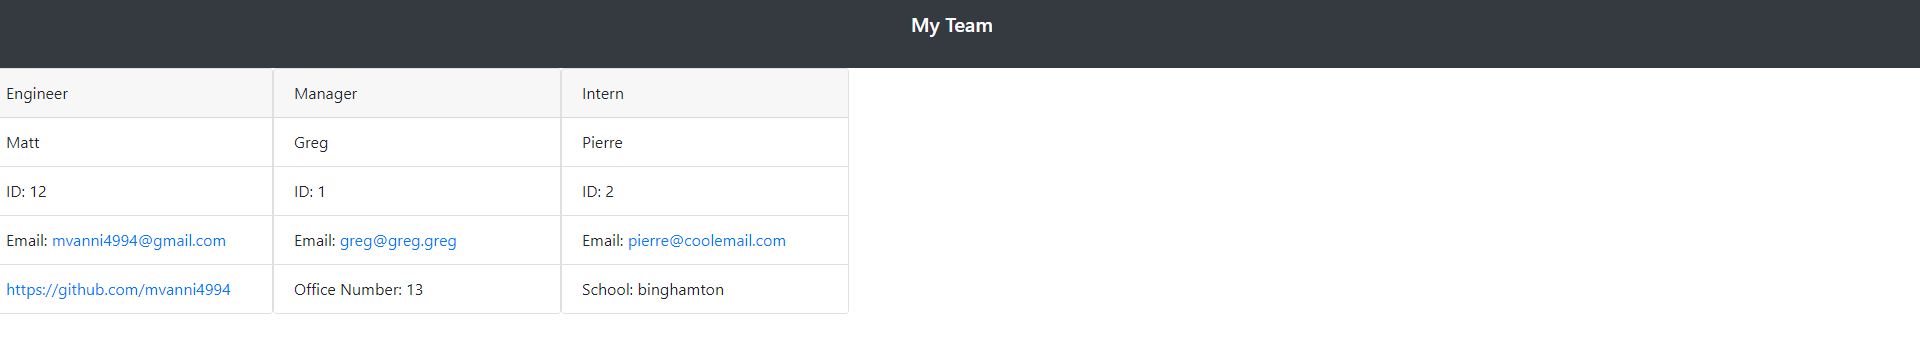 My Team
Engineer
Matt
ID: 12
Email: mvanni4994@gmail.com
https://github.com/mvanni4994
Manager
Greg
ID: 1
Email: greg@greg.greg
Office Number: 13
Intern
Pierre
ID: 2
Email: pierre@coolemail.com
School: binghamton